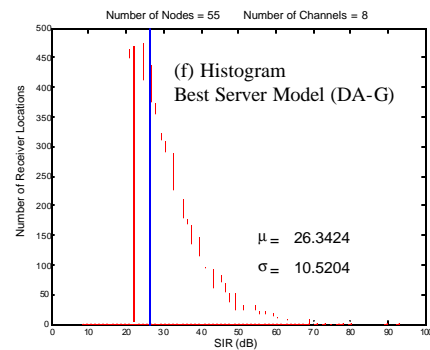 Number of Nodes = 55 Number of Channels = 8
500
450
400
350
300
250
200
150
100
50
0
Number of Receiver Locations
(f) Histogram
Best Server Model (DA-G)
μ = 26.3424
σ = 10.5204
0 10 20 30 40 50 60 70 80 90 100
SIR (dB)